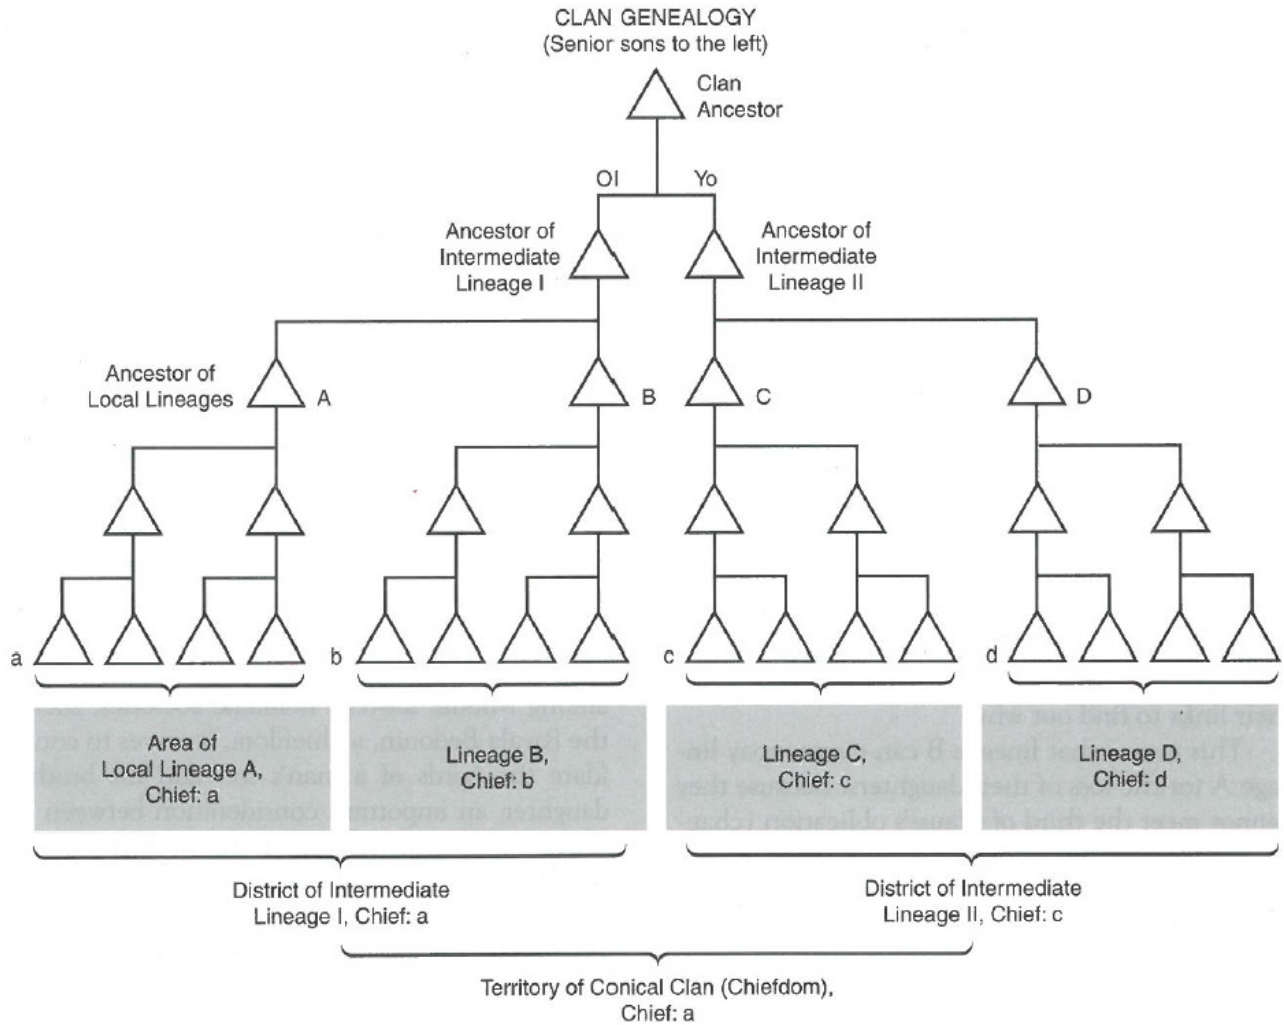 CLAN GENEALOGY
(Senior sons to the left)
Clan
Ancestor
Ol
Yo
Ancestor of
Intermediate
Lineage I
Ancestor of
Intermediate
Lineage II
Ancestor of
Local Lineages
A
B
C
D
a
b
c
d
Area of
Local Lineage A,
Chief: a
Lineage B,
Chief: b
Lineage C,
Chief: c
Lineage D,
Chief: d
District of Intermediate
Lineage I, Chief: a
District of Intermediate
Lineage II, Chief: c
Territory of Conical Clan (Chiefdom),
Chief: a